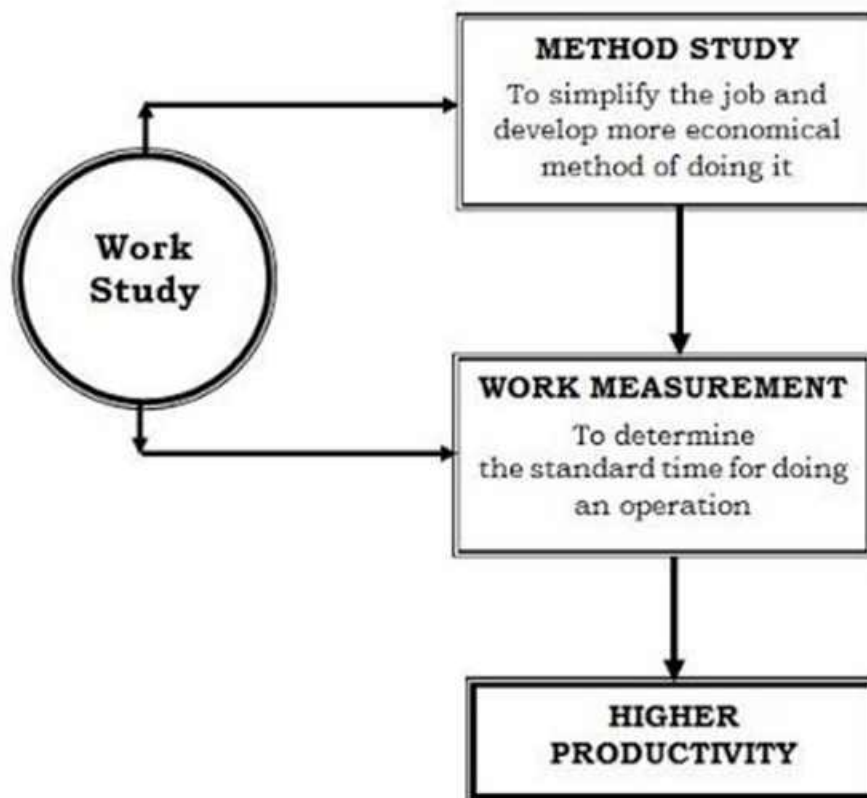 METHOD STUDY
To simplify the job and
develop more economical
method of doing it
Work
Study
WORK MEASUREMENT
To determine
the standard time for doing
an operation
HIGHER
PRODUCTIVITY